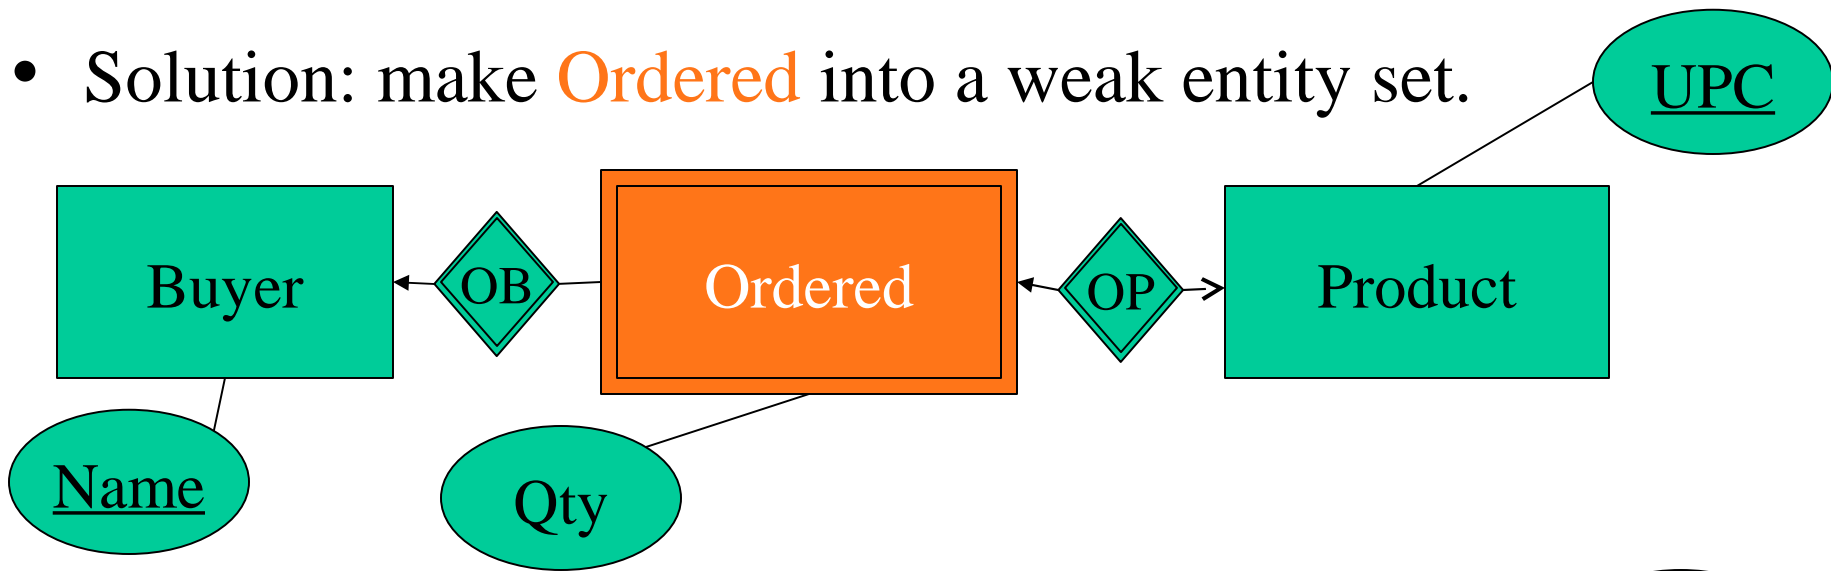 • Solution: make Ordered into a weak entity set.
UPC
Buyer
OB
Ordered
OP
Product
Name
Qty